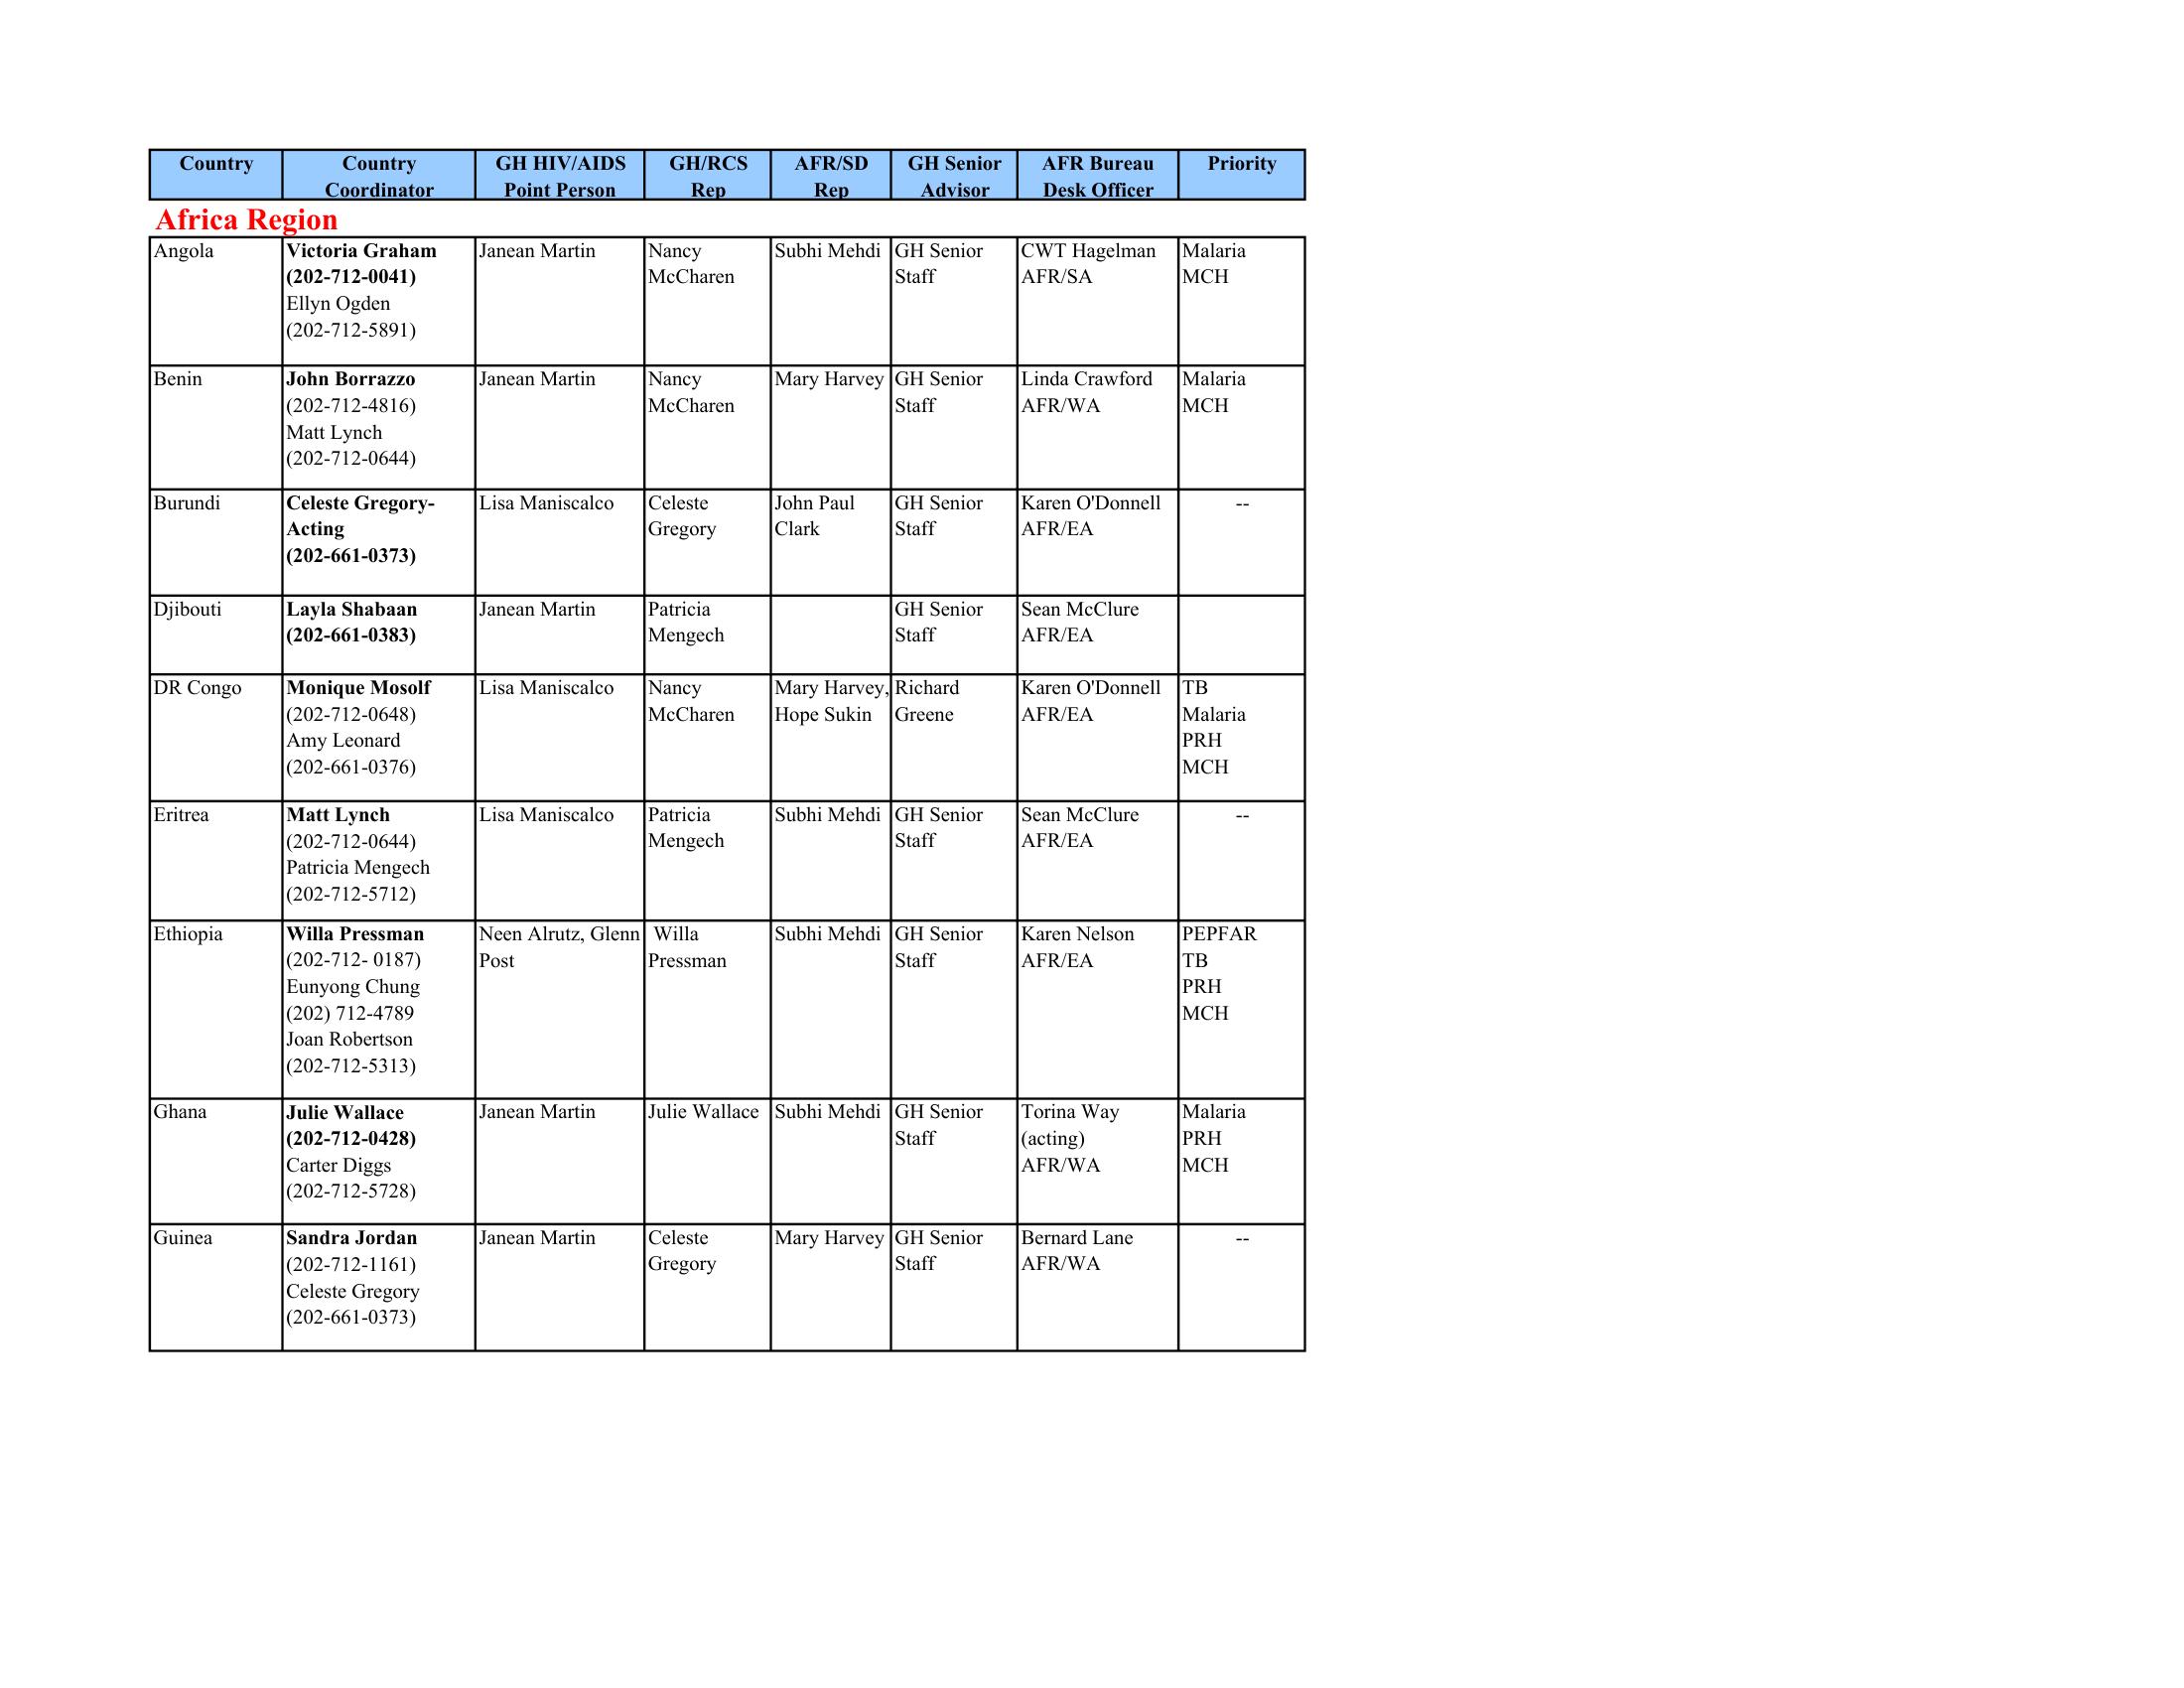 Country
Country
Coordinator
GH HIV/AIDS
Point Person
GH/RCS
Rep
AFR/SD
Rep
GH Senior
Advisor
AFR Bureau
Desk Officer
Priority
Africa Region
Angola
Victoria Graham
(202-712-0041)
Ellyn Ogden
(202-712-5891)
Janean Martin
Nancy
McCharen
Subhi Mehdi
GH Senior
Staff
CWT Hagelman
AFR/SA
Malaria
MCH
Benin
John Borrazzo
(202-712-4816)
Matt Lynch
(202-712-0644)
Janean Martin
Nancy
McCharen
Mary Harvey
GH Senior
Staff
Linda Crawford
AFR/WA
Malaria
MCH
Burundi
Celeste Gregory-
Acting
(202-661-0373)
Lisa Maniscalco
Celeste
Gregory
John Paul
Clark
GH Senior
Staff
Karen O'Donnell
AFR/EA
--
Djibouti
Layla Shabaan
(202-661-0383)
Janean Martin
Patricia
Mengech
GH Senior
Staff
Sean McClure
AFR/EA
DR Congo
Monique Mosolf
(202-712-0648)
Amy Leonard
(202-661-0376)
Lisa Maniscalco
Nancy
McCharen
Mary Harvey,
Hope Sukin
Richard
Greene
Karen O'Donnell
AFR/EA
TB
Malaria
PRH
MCH
Eritrea
Matt Lynch
(202-712-0644)
Patricia Mengech
(202-712-5712)
Lisa Maniscalco
Patricia
Mengech
Subhi Mehdi
GH Senior
Staff
Sean McClure
AFR/EA
--
Ethiopia
Willa Pressman
(202-712- 0187)
Eunyong Chung
(202) 712-4789
Joan Robertson
(202-712-5313)
Neen Alrutz, Glenn
Post
Willa
Pressman
Subhi Mehdi
GH Senior
Staff
Karen Nelson
AFR/EA
PEPFAR
TB
PRH
MCH
Ghana
Julie Wallace
(202-712-0428)
Carter Diggs
(202-712-5728)
Janean Martin
Julie Wallace
Subhi Mehdi
GH Senior
Staff
Torina Way
(acting)
AFR/WA
Malaria
PRH
MCH
Guinea
Sandra Jordan
(202-712-1161)
Celeste Gregory
(202-661-0373)
Janean Martin
Celeste
Gregory
Mary Harvey
GH Senior
Staff
Bernard Lane
AFR/WA
--